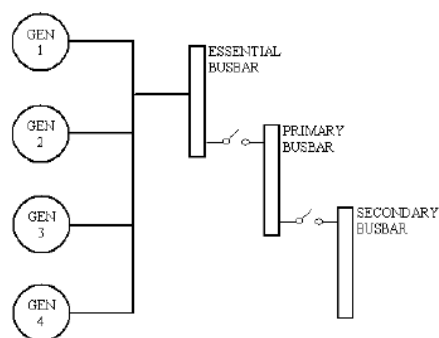 GEN
1
ESSENTIAL
BUSBAR
GEN
2
PRIMARY
BUSBAR
GEN
3
SECONDARY
BUSBAR
GEN
4